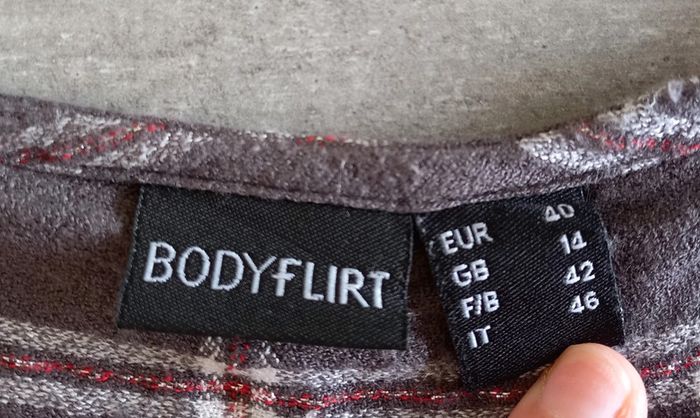 BODYFLIRT
EUR 40
GB 14
F/B 42
IT 46